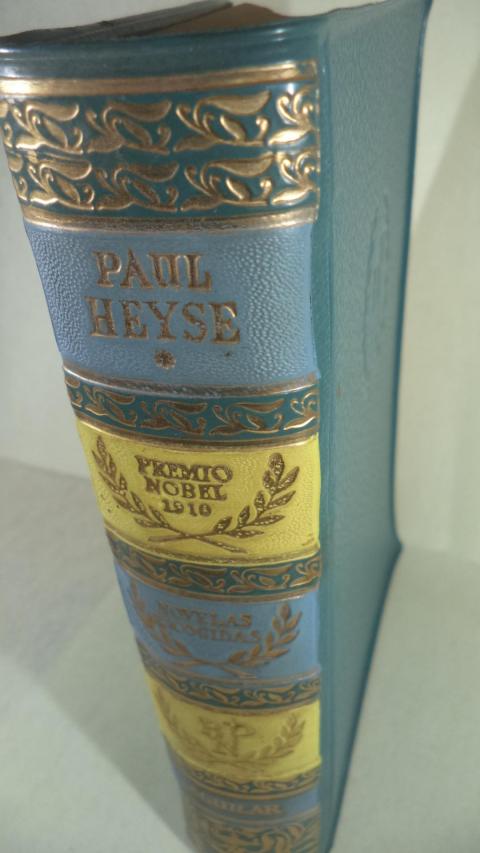 PAUL
HEYSE
*
PREMIO
NOBEL
1910
NOVELAS
ESCOGIDAS
AGUILAR